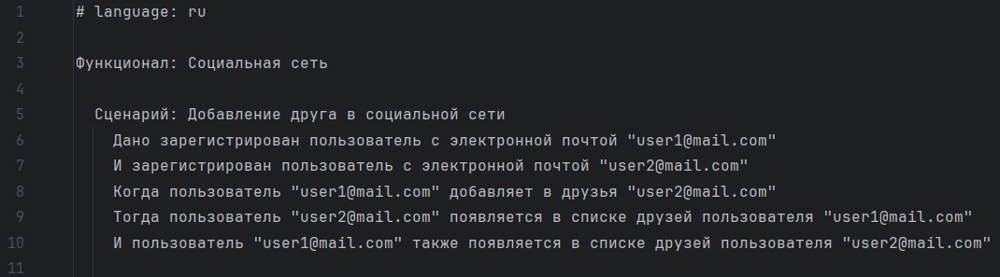 1 # language: ru
2
3 Функционал: Социальная сеть
4
5 Сценарий: Добавление друга в социальной сети
6 Дано зарегистрирован пользователь с электронной почтой "user1@mail.com"
7 И зарегистрирован пользователь с электронной почтой "user2@mail.com"
8 Когда пользователь "user1@mail.com" добавляет в друзья "user2@mail.com"
9 Тогда пользователь "user2@mail.com" появляется в списке друзей пользователя "user1@mail.com"
10 И пользователь "user1@mail.com" также появляется в списке друзей пользователя "user2@mail.com"
11